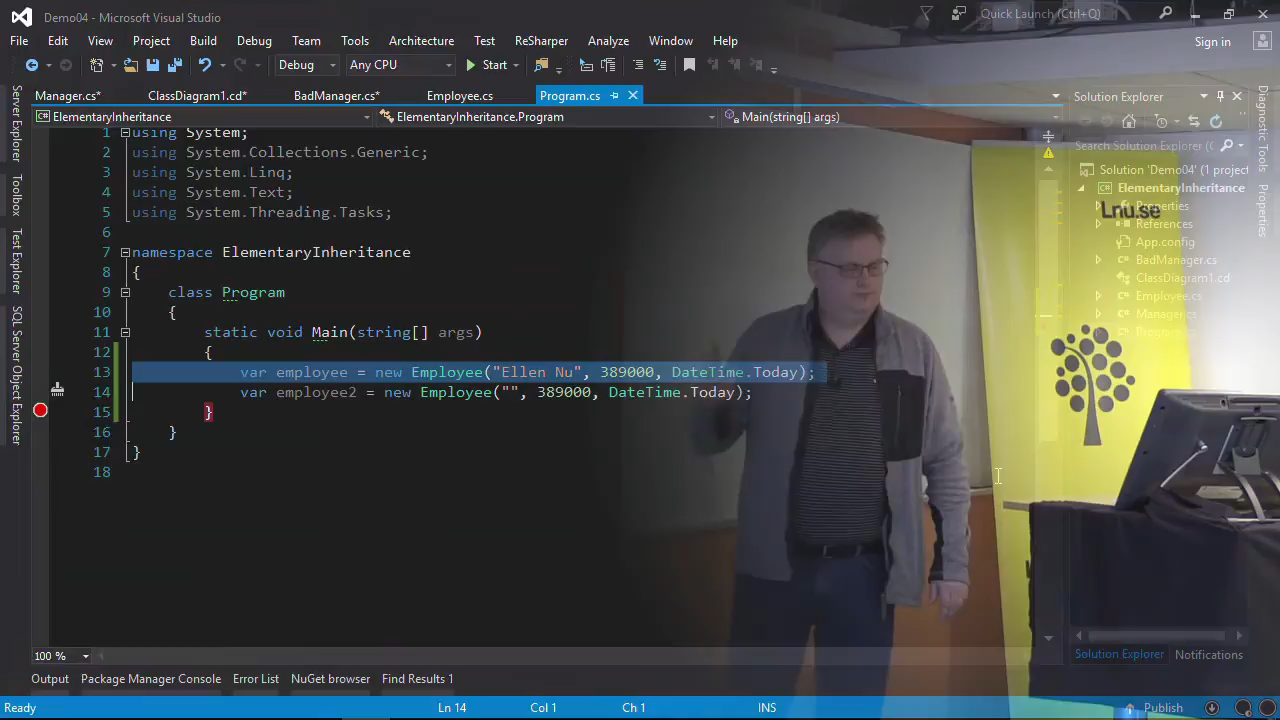 Demo04 - Microsoft Visual Studio
Quick Launch (Ctrl+Q)
File Edit View Project Build Debug Team Tools Architecture Test ReSharper Analyze Window Help
Sign in
Debug Any CPU Start
Manager.cs* ClassDiagram1.cd* BadManager.cs* Employee.cs Program.cs
ElementaryInheritance ElementaryInheritance.Program Main(string[] args)
Server Explorer
Toolbox
Test Explorer
SQL Server Object Explorer
1 using System;
2 using System.Collections.Generic;
3 using System.Linq;
4 using System.Text;
5 using System.Threading.Tasks;
6
7 namespace ElementaryInheritance
8 {
9 class Program
10 {
11 static void Main(string[] args)
12 {
13 var employee = new Employee("Ellen Nu", 389000, DateTime.Today);
14 var employee2 = new Employee("", 389000, DateTime.Today);
15 }
16 }
17 }
18
Solution Explorer
Search Solution Explorer (
Solution 'Demo04' (1 project
ElementaryInheritance
Properties
Lnu.se
References
App.config
BadManager.cs
ClassDiagram1.cd
Employee.cs
Manager.cs
Program.cs
Diagnostic Tools
Properties
100 %
Solution Explorer Notifications
Output Package Manager Console Error List NuGet browser Find Results 1
Ready Ln 14 Col 1 Ch 1 INS Publish